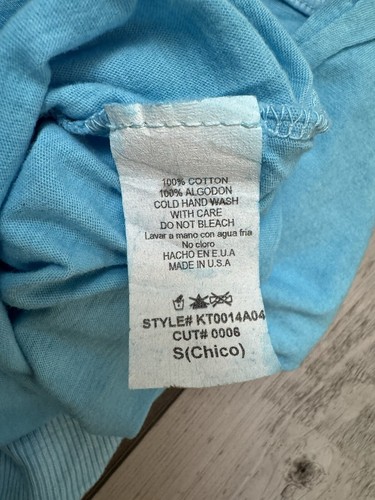 100% COTTON
100% ALGODON
COLD HAND WASH
WITH CARE
DO NOT BLEACH
Lavar a mano con agua fria
No cloro
HACHO EN E.U.A
MADE IN U.S.A
STYLE# KT0014A04
CUT# 0006
S(Chico)